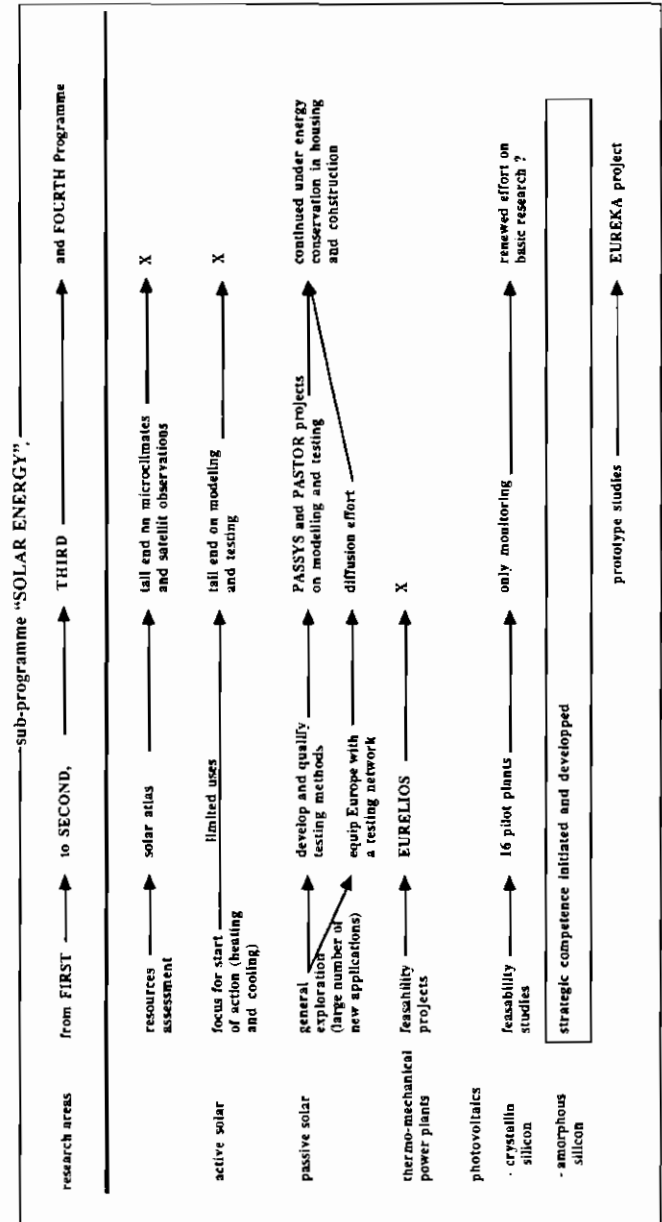 sub-programme "SOLAR ENERGY",
research areas
from FIRST
to SECOND,
THIRD
and FOURTH Programme
resources
assessment
solar atlas
tail end on microclimates
and satellit observations
X
active solar
focus for start
of action (heating
and cooling)
limited uses
tail end on modeling
and testing
X
passive solar
general
exploration
(large number of
new applications)
develop and qualify
testing methods
equip Europe with
a testing network
PASSYS and PASTOR projects
on modelling and testing
diffusion effort
continued under energy
conservation in housing
and construction
thermo-mechanical
power plants
feasability
projects
EURELIOS
X
photovoltaics
- crystallin
silicon
feasability
studies
16 pilot plants
only monitoring
renewed effort on
basic research ?
- amorphous
silicon
strategic competence initiated and developped
prototype studies
EUREKA project